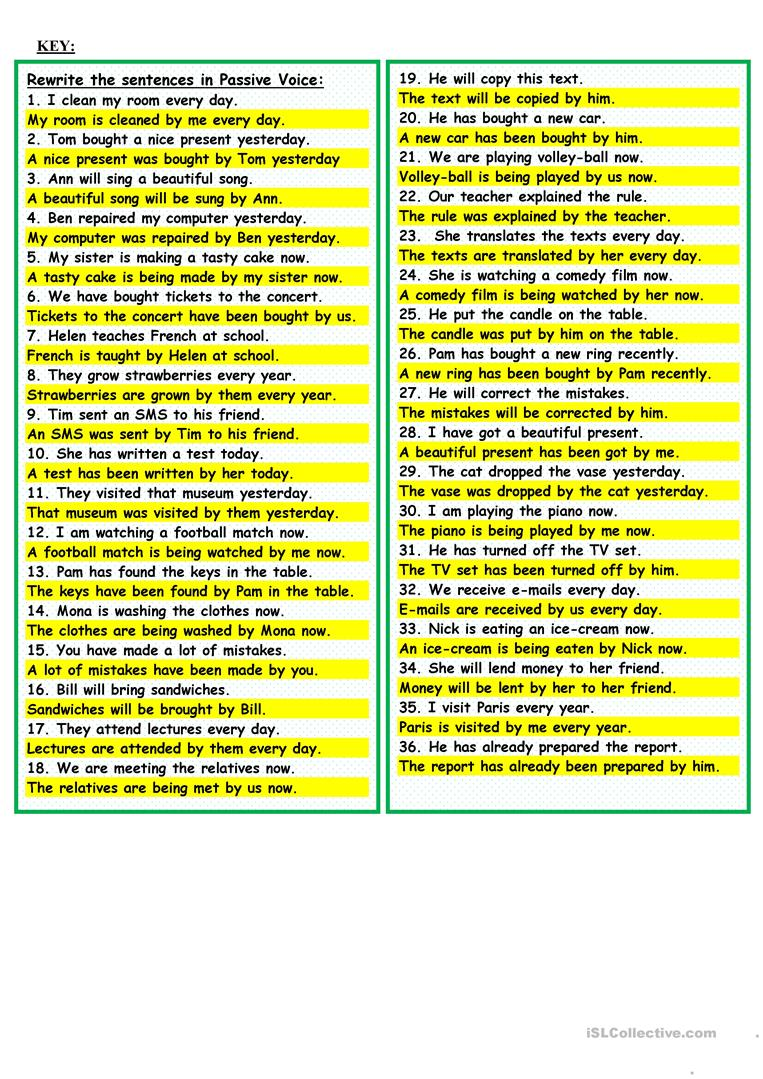 KEY:
Rewrite the sentences in Passive Voice:
1. I clean my room every day.
My room is cleaned by me every day.
2. Tom bought a nice present yesterday.
A nice present was bought by Tom yesterday
3. Ann will sing a beautiful song.
A beautiful song will be sung by Ann.
4. Ben repaired my computer yesterday.
My computer was repaired by Ben yesterday.
5. My sister is making a tasty cake now.
A tasty cake is being made by my sister now.
6. We have bought tickets to the concert.
Tickets to the concert have been bought by us.
7. Helen teaches French at school.
French is taught by Helen at school.
8. They grow strawberries every year.
Strawberries are grown by them every year.
9. Tim sent an SMS to his friend.
An SMS was sent by Tim to his friend.
10. She has written a test today.
A test has been written by her today.
11. They visited that museum yesterday.
That museum was visited by them yesterday.
12. I am watching a football match now.
A football match is being watched by me now.
13. Pam has found the keys in the table.
The keys have been found by Pam in the table.
14. Mona is washing the clothes now.
The clothes are being washed by Mona now.
15. You have made a lot of mistakes.
A lot of mistakes have been made by you.
16. Bill will bring sandwiches.
Sandwiches will be brought by Bill.
17. They attend lectures every day.
Lectures are attended by them every day.
18. We are meeting the relatives now.
The relatives are being met by us now.
19. He will copy this text.
The text will be copied by him.
20. He has bought a new car.
A new car has been bought by him.
21. We are playing volley-ball now.
Volley-ball is being played by us now.
22. Our teacher explained the rule.
The rule was explained by the teacher.
23. She translates the texts every day.
The texts are translated by her every day.
24. She is watching a comedy film now.
A comedy film is being watched by her now.
25. He put the candle on the table.
The candle was put by him on the table.
26. Pam has bought a new ring recently.
A new ring has been bought by Pam recently.
27. He will correct the mistakes.
The mistakes will be corrected by him.
28. I have got a beautiful present.
A beautiful present has been got by me.
29. The cat dropped the vase yesterday.
The vase was dropped by the cat yesterday.
30. I am playing the piano now.
The piano is being played by me now.
31. He has turned off the TV set.
The TV set has been turned off by him.
32. We receive e-mails every day.
E-mails are received by us every day.
33. Nick is eating an ice-cream now.
An ice-cream is being eaten by Nick now.
34. She will lend money to her friend.
Money will be lent by her to her friend.
35. I visit Paris every year.
Paris is visited by me every year.
36. He has already prepared the report.
The report has already been prepared by him.
iSLCollective.com